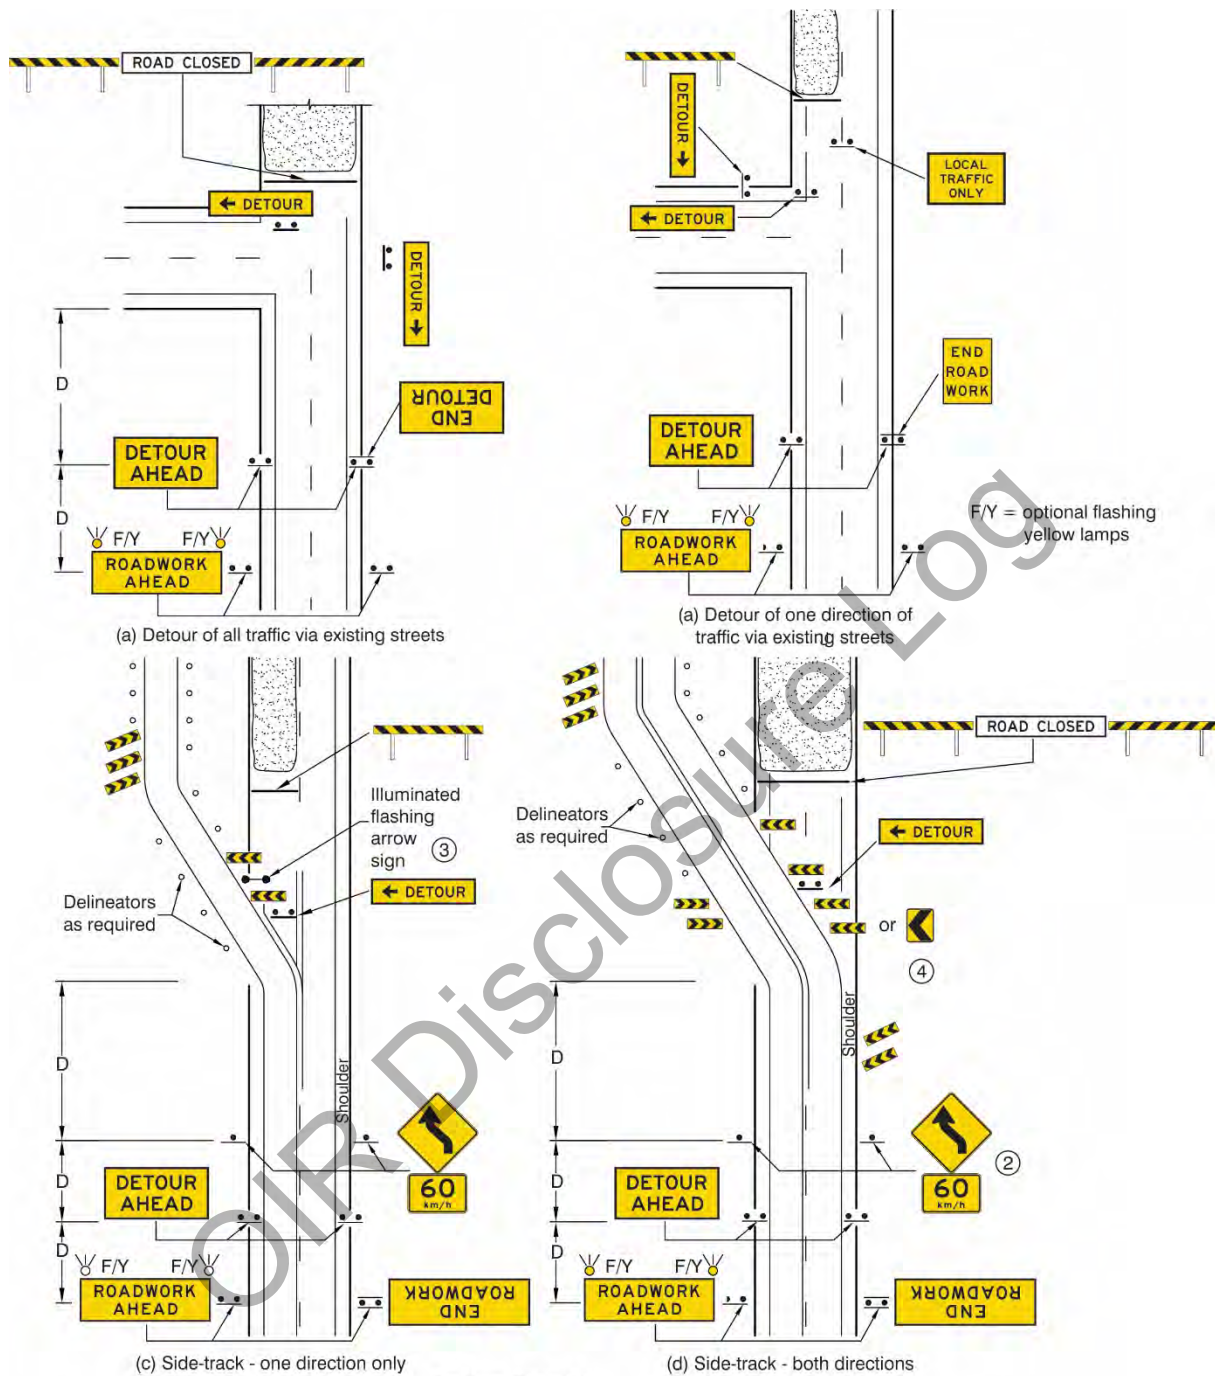 ROAD CLOSED
DETOUR
DETOUR
D
END
DETOUR
DETOUR
AHEAD
D
F/Y F/Y
ROADWORK
AHEAD
(a) Detour of all traffic via existing streets
DETOUR
LOCAL
TRAFFIC
ONLY
DETOUR
END
ROAD
WORK
DETOUR
AHEAD
F/Y F/Y
ROADWORK
AHEAD
F/Y = optional flashing
yellow lamps
(a) Detour of one direction of
traffic via existing streets
Illuminated
flashing
arrow
sign
3
DETOUR
Delineators
as required
D
Shoulder
D
DETOUR
AHEAD
60
km/h
D
F/Y F/Y
ROADWORK
AHEAD
END
ROADWORK
(c) Side-track - one direction only
ROAD CLOSED
Delineators
as required
DETOUR
or
4
Shoulder
D
D
DETOUR
AHEAD
2
60
km/h
D
F/Y F/Y
ROADWORK
AHEAD
END
ROADWORK
(d) Side-track - both directions
OIR Disclosure Log